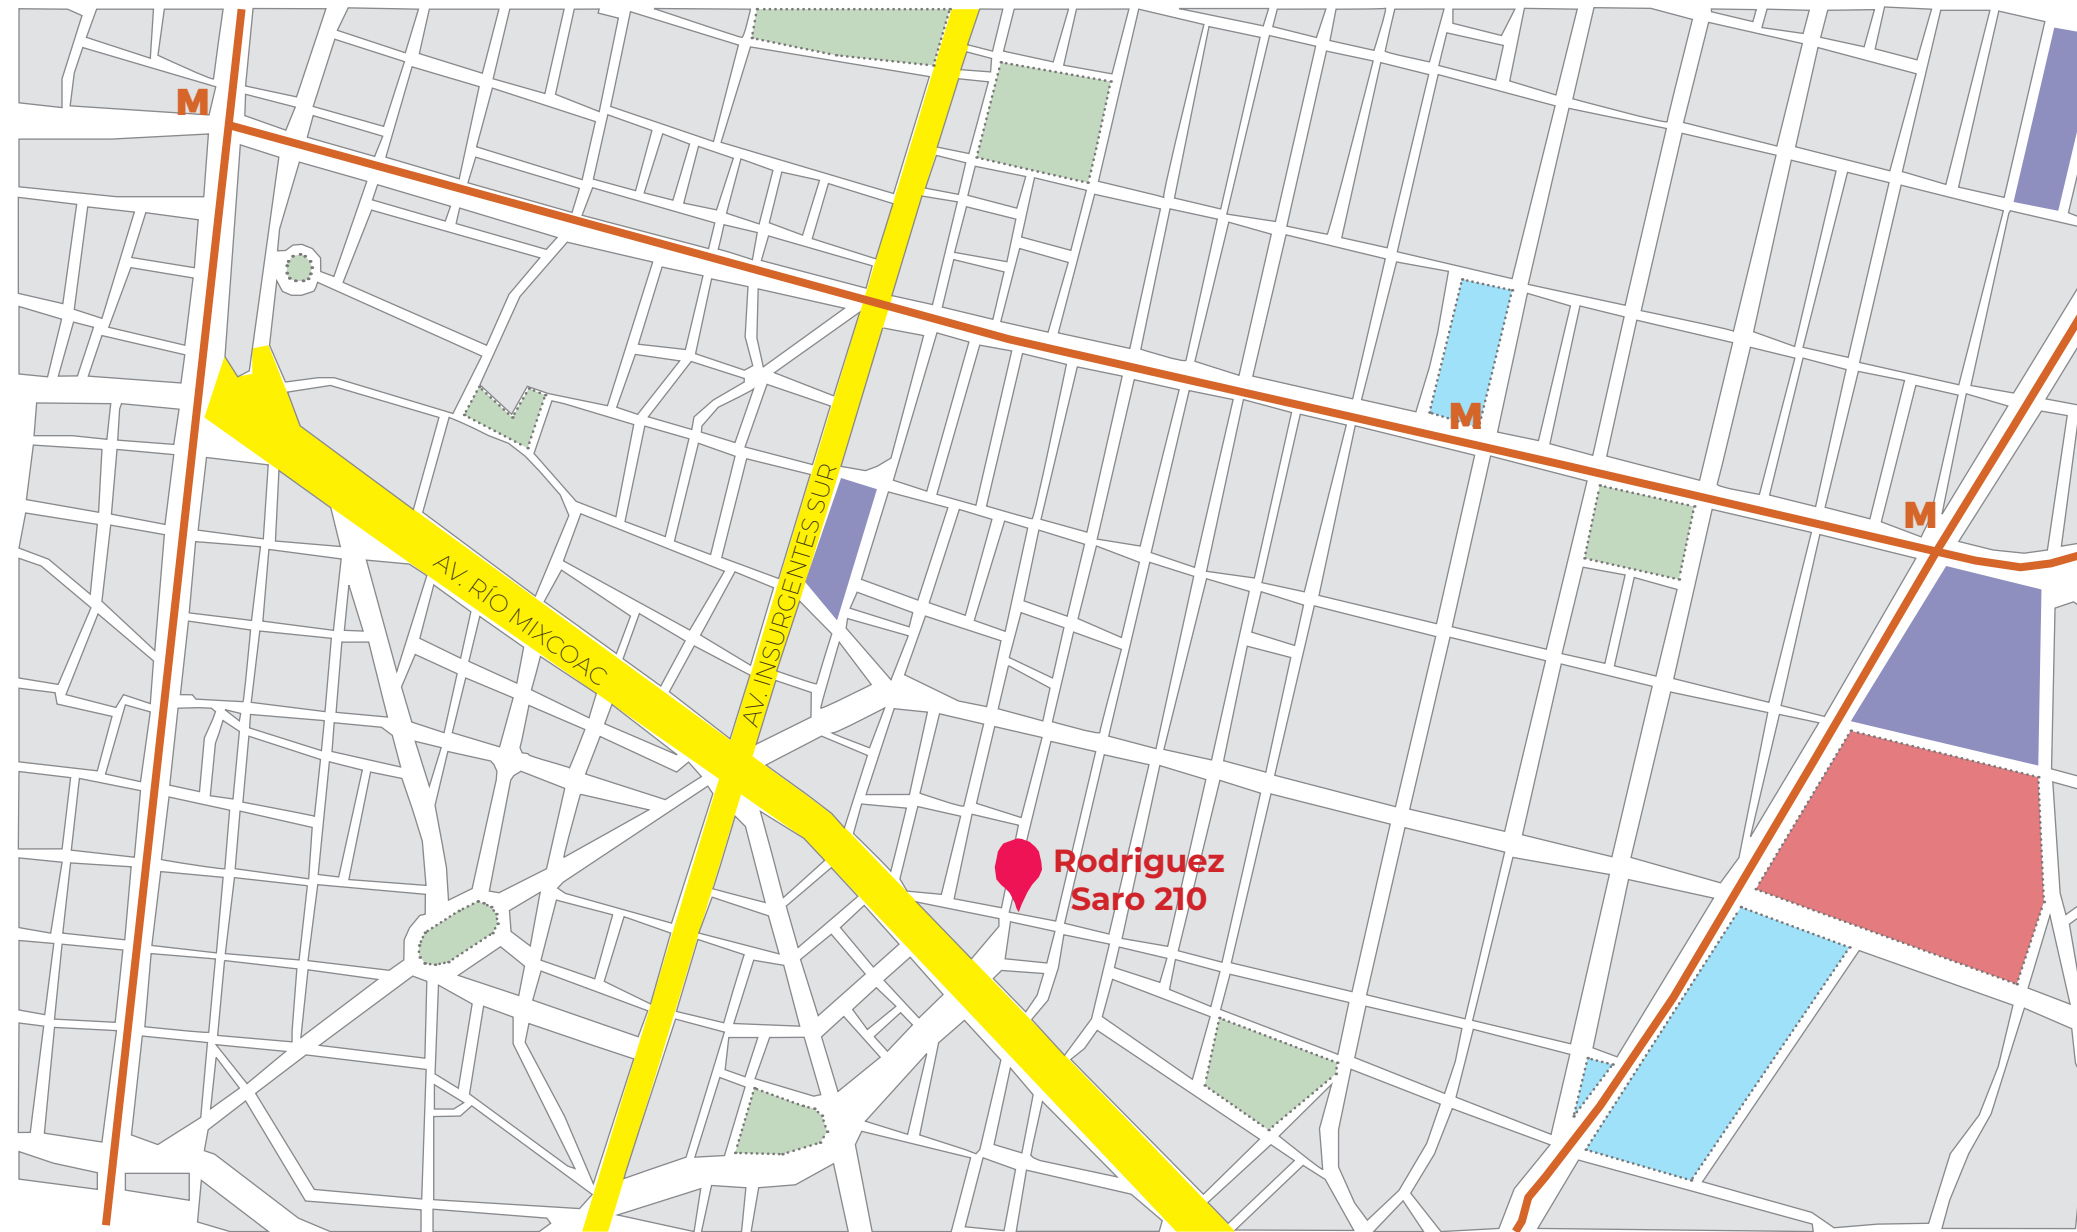 M
M
M
AV. INSURGENTES SUR
AV. RÍO MIXCOAC
Rodriguez
Saro 210